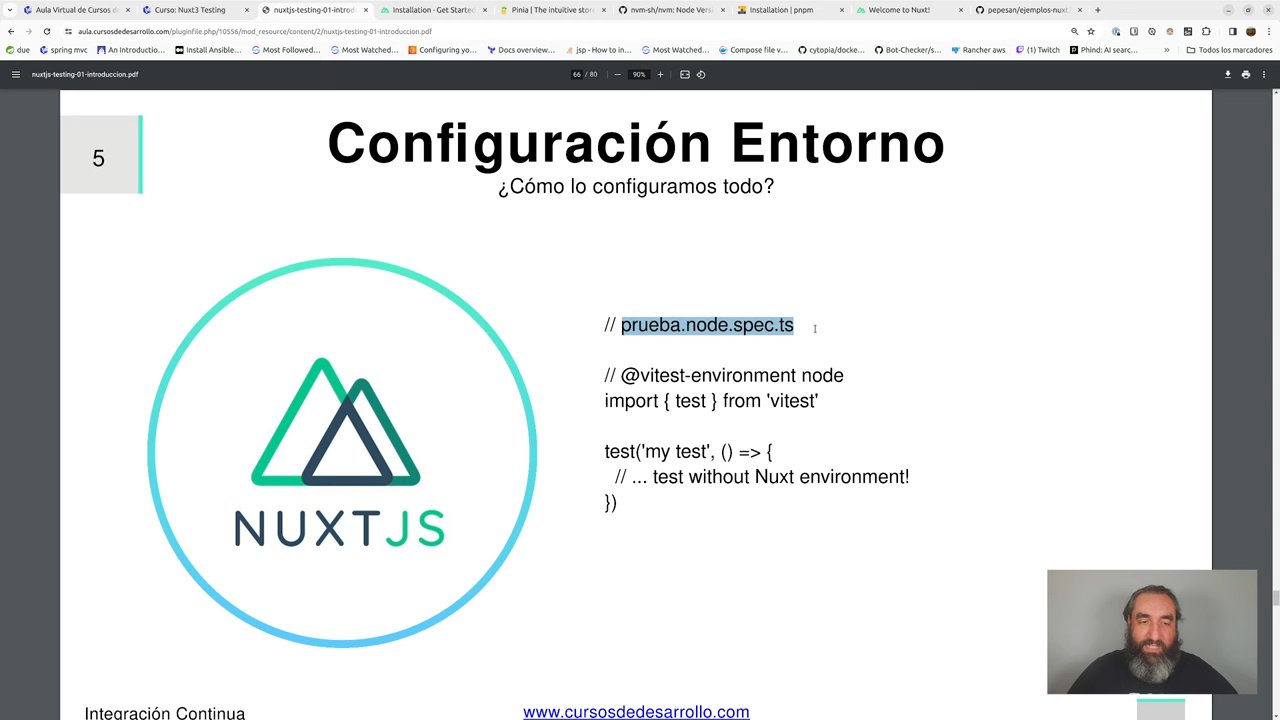 Aula Virtual de Cursos d
Curso: Nuxt3 Testing
nuxtjs-testing-01-introd
Installation - Get Starte
Pinia | The intuitive store
nvm-sh/nvm: Node Versi
Installation | pnpm
Welcome to Nuxt!
pepesan/ejemplos-nuxt
aula.cursosdedesarrollo.com/pluginfile.php/10556/mod_resource/content/2/nuxtjs-testing-01-introduccion.pdf
due
spring mvc
An Introductio...
Install Ansible...
Most Followed...
Most Watched...
Configuring yo...
Docs overview...
jsp - How to in...
Most Watched...
Compose file v...
cytopia/docke...
Bot-Checker/s...
Rancher aws
(1) Twitch
Phind: AI searc...
»
Todos los marcadores
nuxtjs-testing-01-introduccion.pdf
66 / 80
90%
5
Configuración Entorno
¿Cómo lo configuramos todo?
NUXTJS
// prueba.node.spec.ts
// @vitest-environment node
import { test } from 'vitest'
test('my test', () => {
// ... test without Nuxt environment!
})
Integración Continua
www.cursosdedesarrollo.com